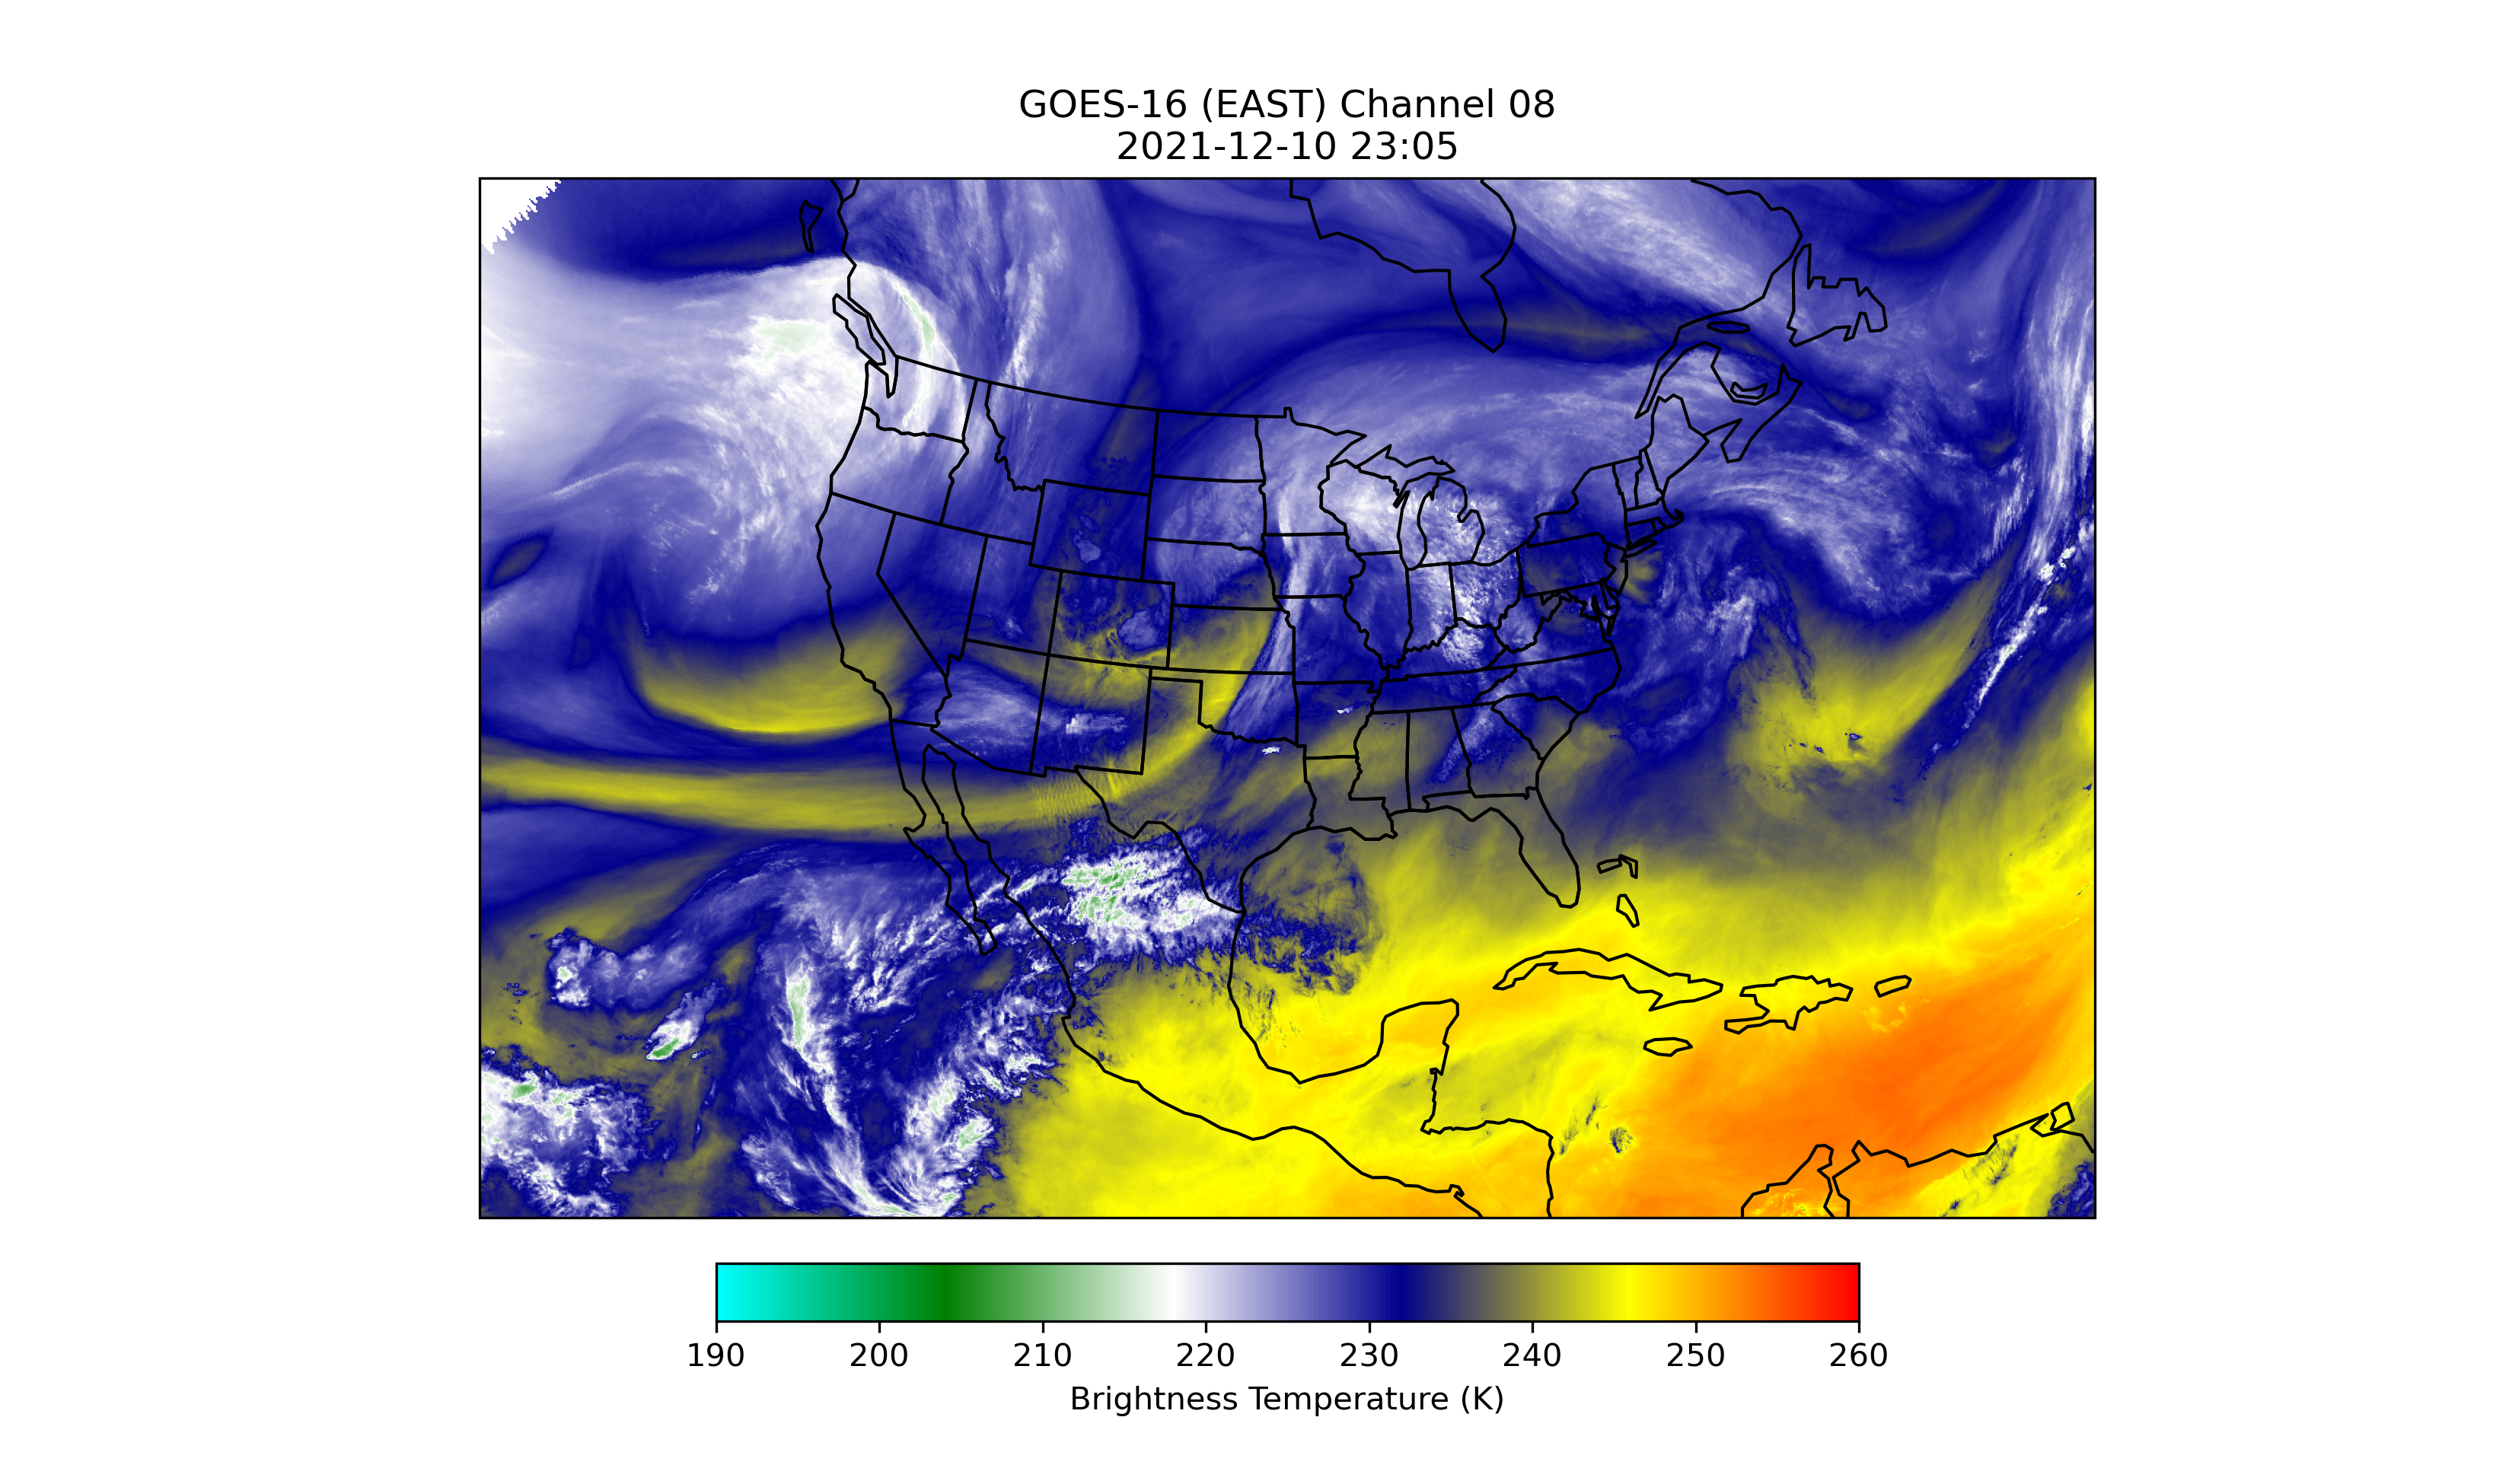 GOES-16 (EAST) Channel 08
2021-12-10 23:05
190 200 210 220 230 240 250 260
Brightness Temperature (K)